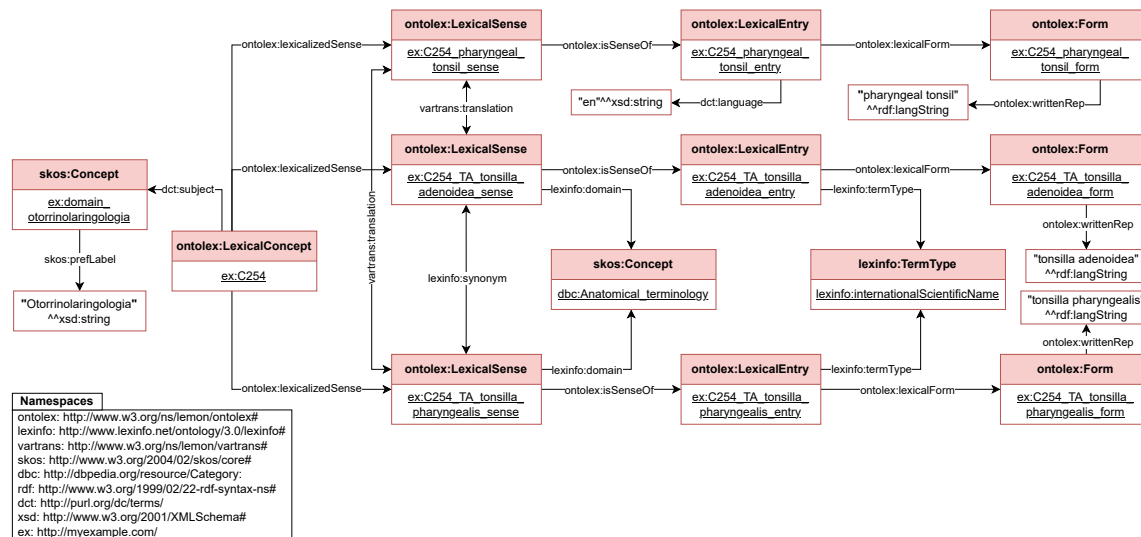 ontolex:LexicalSense
ex:C254_pharyngeal_
tonsil_sense
ontolex:LexicalEntry
ex:C254_pharyngeal_
tonsil_entry
ontolex:Form
ex:C254_pharyngeal_
tonsil_form
ontolex:lexicalizedSense
ontolex:isSenseOf
ontolex:lexicalForm
"en"^^xsd:string
dct:language
"pharyngeal tonsil"
^^rdf:langString
ontolex:writtenRep
vartrans:translation
ontolex:LexicalSense
ex:C254_TA_tonsilla_
adenoidea_sense
ontolex:LexicalEntry
ex:C254_TA_tonsilla_
adenoidea_entry
ontolex:Form
ex:C254_TA_tonsilla_
adenoidea_form
ontolex:lexicalizedSense
ontolex:isSenseOf
ontolex:lexicalForm
lexinfo:domain
lexinfo:termType
skos:Concept
ex:domain_
otorrinolaringologia
dct:subject
skos:prefLabel
"Otorrinolaringologia"
^^xsd:string
ontolex:LexicalConcept
ex:C254
vartrans:translation
lexinfo:synonym
skos:Concept
dbc:Anatomical_terminology
lexinfo:TermType
lexinfo:internationalScientificName
ontolex:writtenRep
"tonsilla adenoidea"
^^rdf:langString
"tonsilla pharyngealis"
^^rdf:langString
ontolex:writtenRep
ontolex:LexicalSense
ex:C254_TA_tonsilla_
pharyngealis_sense
ontolex:LexicalEntry
ex:C254_TA_tonsilla_
pharyngealis_entry
ontolex:Form
ex:C254_TA_tonsilla_
pharyngealis_form
ontolex:lexicalizedSense
lexinfo:domain
ontolex:isSenseOf
lexinfo:termType
ontolex:lexicalForm
Namespaces
ontolex: http://www.w3.org/ns/lemon/ontolex#
lexinfo: http://www.lexinfo.net/ontology/3.0/lexinfo#
vartrans: http://www.w3.org/ns/lemon/vartrans#
skos: http://www.w3.org/2004/02/skos/core#
dbc: http://dbpedia.org/resource/Category:
rdf: http://www.w3.org/1999/02/22-rdf-syntax-ns#
dct: http://purl.org/dc/terms/
xsd: http://www.w3.org/2001/XMLSchema#
ex: http://myexample.com/